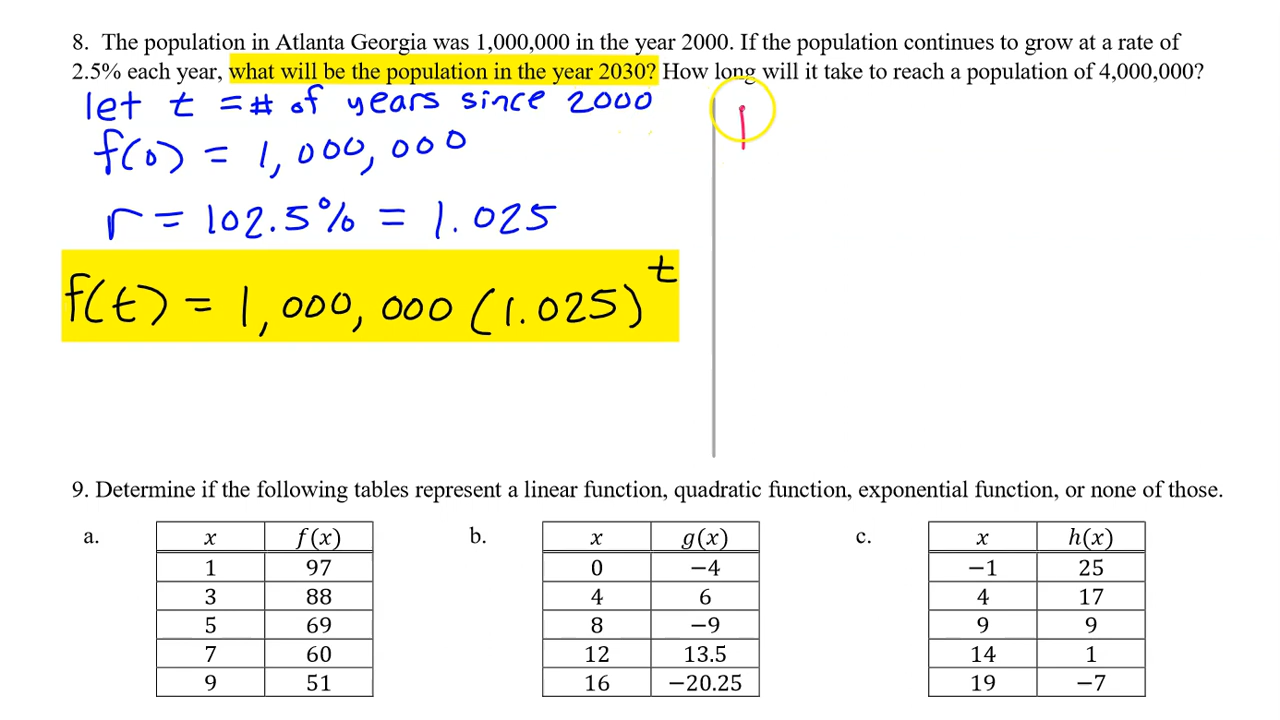 8. The population in Atlanta Georgia was 1,000,000 in the year 2000. If the population continues to grow at a rate of
2.5% each year, what will be the population in the year 2030? How long will it take to reach a population of 4,000,000?
let t = # of years since 2000
f(0) = 1,000,000
r = 102.5% = 1.025
f(t) = 1,000,000 (1.025)^t
9. Determine if the following tables represent a linear function, quadratic function, exponential function, or none of those.
a.
x f(x)
1 97
3 88
5 69
7 60
9 51
b.
x g(x)
0 −4
4 6
8 −9
12 13.5
16 −20.25
c.
x h(x)
−1 25
4 17
9 9
14 1
19 −7